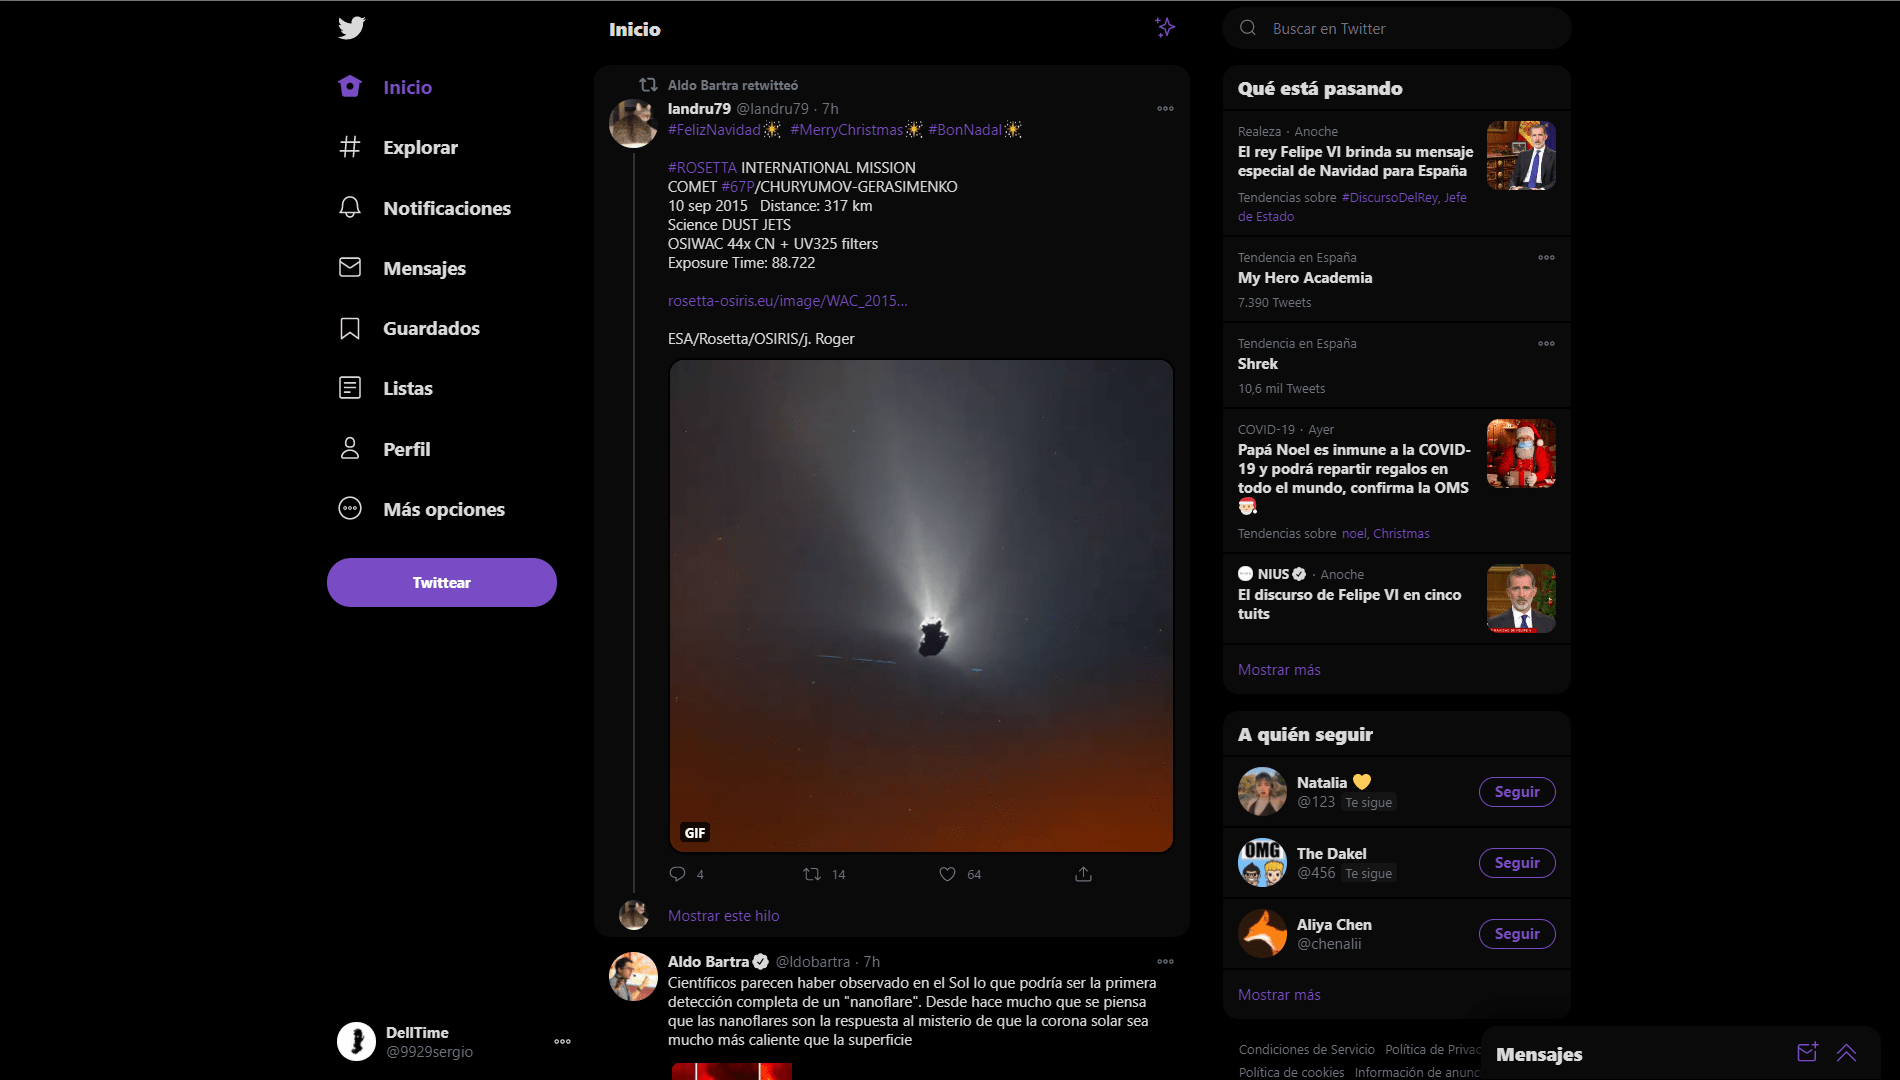 Inicio
Explorar
Notificaciones
Mensajes
Guardados
Listas
Perfil
Más opciones
Twittear
DellTime
@9929sergio
Inicio
Aldo Bartra retwitteó
landru79 @landru79 · 7h
#FelizNavidad #MerryChristmas #BonNadal
#ROSETTA INTERNATIONAL MISSION
COMET #67P/CHURYUMOV-GERASIMENKO
10 sep 2015 Distance: 317 km
Science DUST JETS
OSIWAC 44x CN + UV325 filters
Exposure Time: 88.722
rosetta-osiris.eu/image/WAC_2015...
ESA/Rosetta/OSIRIS/j. Roger
GIF
4 14 64
Mostrar este hilo
Aldo Bartra @ldobartra · 7h
Científicos parecen haber observado en el Sol lo que podría ser la primera
detección completa de un "nanoflare". Desde hace mucho que se piensa
que las nanoflares son la respuesta al misterio de que la corona solar sea
mucho más caliente que la superficie
Buscar en Twitter
Qué está pasando
Realeza · Anoche
El rey Felipe VI brinda su mensaje
especial de Navidad para España
Tendencias sobre #DiscursoDelRey, Jefe
de Estado
Tendencia en España
My Hero Academia
7.390 Tweets
Tendencia en España
Shrek
10,6 mil Tweets
COVID-19 · Ayer
Papá Noel es inmune a la COVID-
19 y podrá repartir regalos en
todo el mundo, confirma la OMS
Tendencias sobre noel, Christmas
NIUS · Anoche
El discurso de Felipe VI en cinco
tuits
Mostrar más
A quién seguir
Natalia
@123 Te sigue
Seguir
OMG
The Dakel
@456 Te sigue
Seguir
Aliya Chen
@chenalii
Seguir
Mostrar más
Condiciones de Servicio Política de Privac
Política de cookies Información de anunc
Mensajes